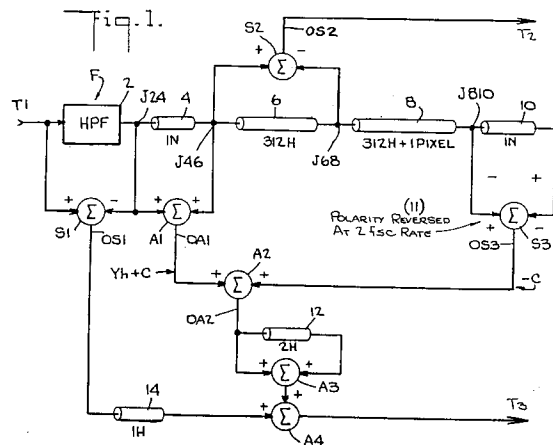 Fig. 1.
T1
F
2
HPF
J24
4
1N
J46
S2
+
−
Σ
OS2
T2
6
312H
J68
8
312H + 1 PIXEL
J810
10
1N
+
−
Σ
S1
OS1
−
+
+
Σ
A1
OA1
(11)
POLARITY REVERSED
AT 2 fsc RATE
−
+
+
−
Σ
S3
OS3
Yh + C
+
A2
Σ
+
−C
OA2
12
2H
+
Σ
+
A3
+
14
1H
+
Σ
A4
T3